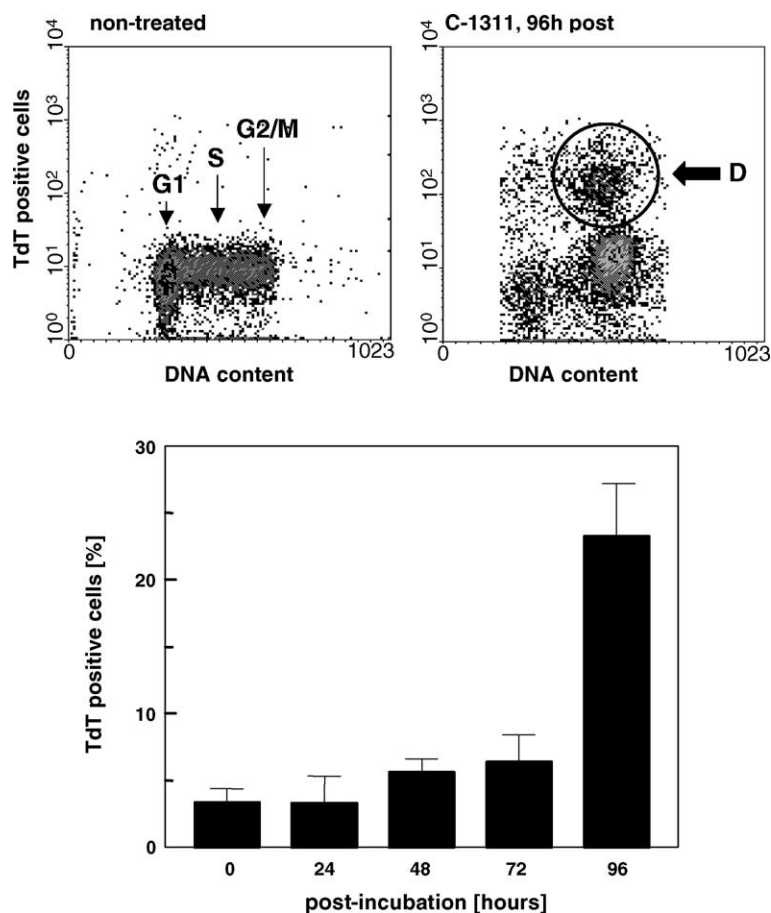 non-treated
TdT positive cells
10^4
10^3
10^2
10^1
10^0
G1
S
G2/M
0
1023
DNA content
C-1311, 96h post
10^4
10^3
10^2
10^1
10^0
D
0
1023
DNA content
TdT positive cells [%]
30
20
10
0
0 24 48 72 96
post-incubation [hours]